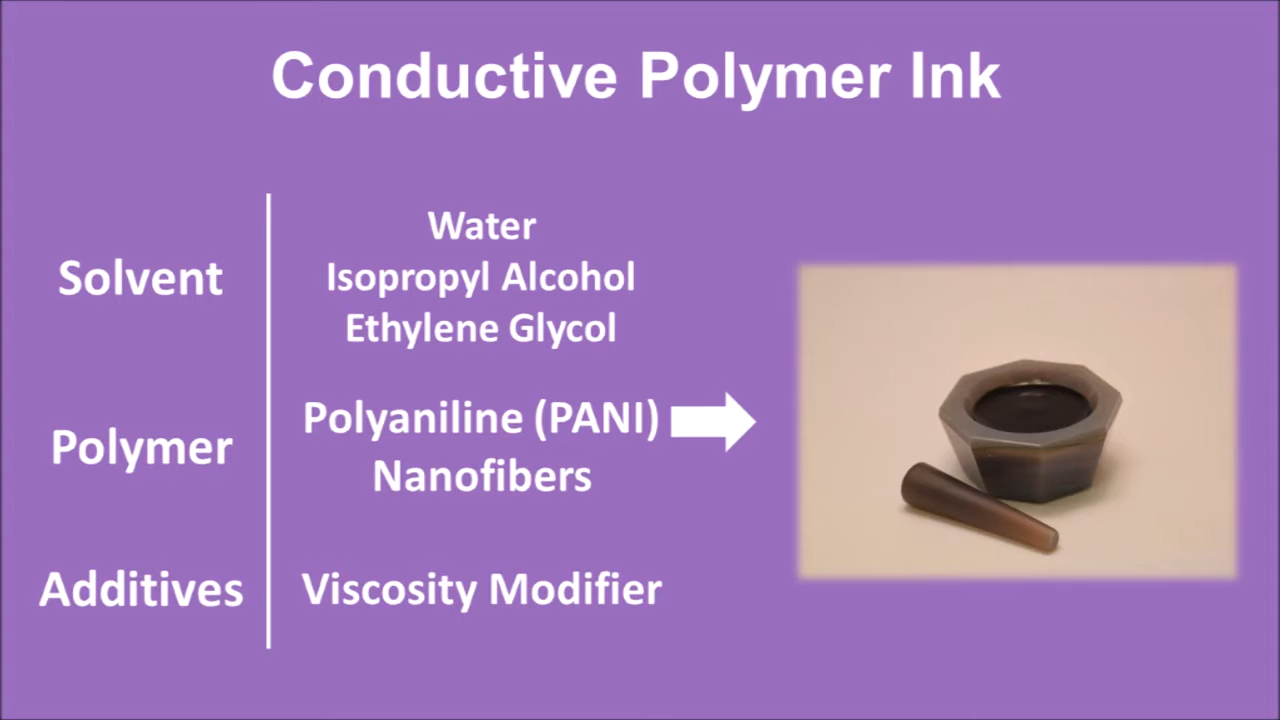 Conductive Polymer Ink
Solvent
Water
Isopropyl Alcohol
Ethylene Glycol
Polymer
Polyaniline (PANI)
Nanofibers
Additives
Viscosity Modifier